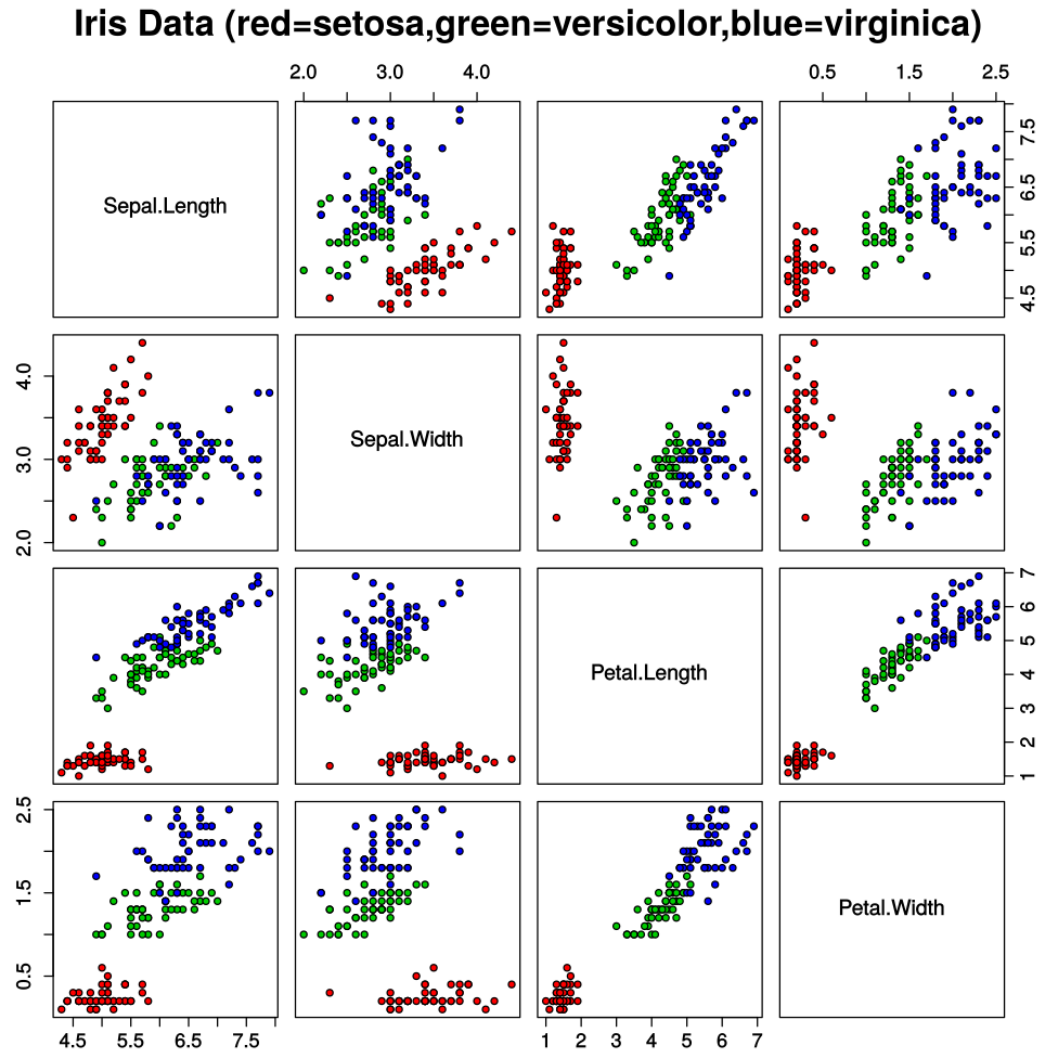 Iris Data (red=setosa,green=versicolor,blue=virginica)
2.0 3.0 4.0 0.5 1.5 2.5
Sepal.Length
4.5 5.5 6.5 7.5
2.0 3.0 4.0
Sepal.Width
Petal.Length
1 2 3 4 5 6 7
0.5 1.5 2.5
Petal.Width
4.5 5.5 6.5 7.5 1 2 3 4 5 6 7